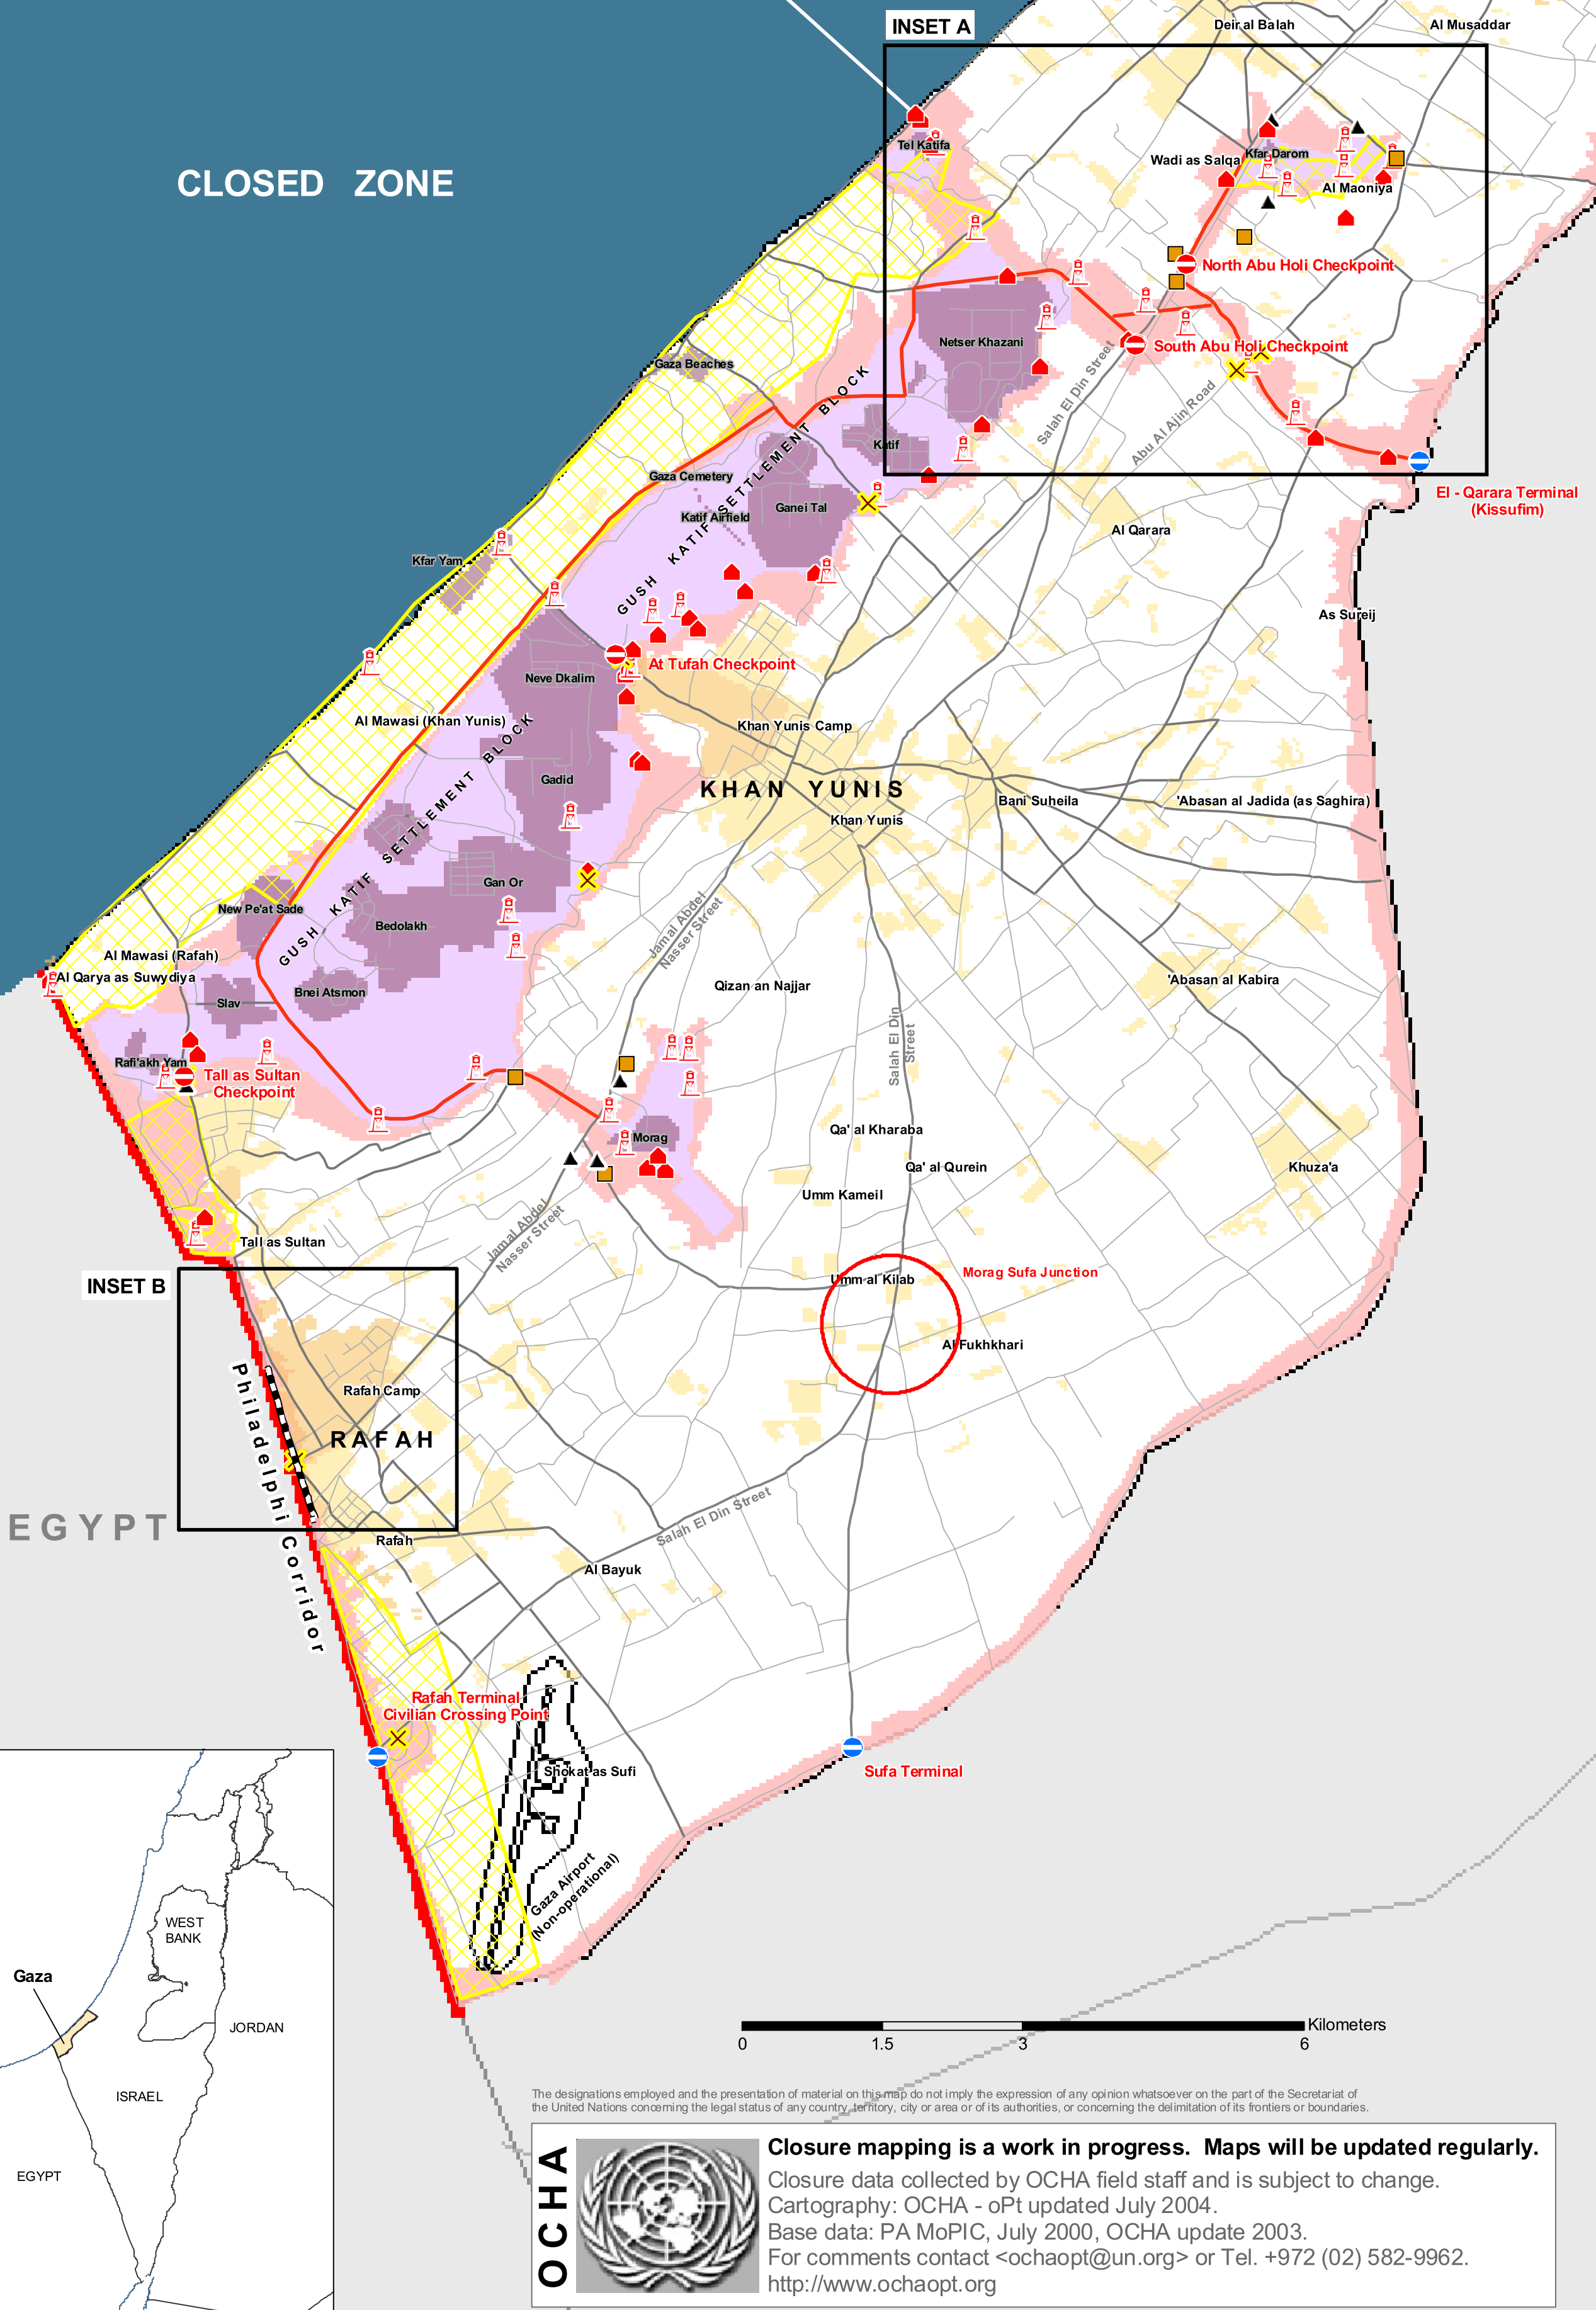 INSET A
Deir al Balah
Al Musaddar
CLOSED ZONE
Tel Katifa
Wadi as Salqa
Kfar Darom
Al Maoniya
North Abu Holi Checkpoint
Netser Khazani
South Abu Holi Checkpoint
Gaza Beaches
Salah El Din Street
Abu Al Ajin Road
GUSH KATIF SETTLEMENT BLOCK
Katif
Gaza Cemetery
El - Qarara Terminal
(Kissufim)
Ganei Tal
Katif Airfield
Al Qarara
Kfar Yam
As Sureij
At Tufah Checkpoint
Neve Dkalim
Al Mawasi (Khan Yunis)
Khan Yunis Camp
Gadid
KHAN YUNIS
Bani Suheila
'Abasan al Jadida (as Saghira)
Khan Yunis
GUSH KATIF SETTLEMENT BLOCK
Gan Or
New Pe'at Sade
Bedolakh
Jamal Abdel
Nasser Street
Al Mawasi (Rafah)
Al Qarya as Suwydiya
Qizan an Najjar
'Abasan al Kabira
Slav
Bnei Atsmon
Salah El Din
Street
Rafi'akh Yam
Tall as Sultan
Checkpoint
Morag
Qa' al Kharaba
Qa' al Qurein
Khuza'a
Umm Kameil
Jamal Abdel
Nasser Street
Tall as Sultan
INSET B
Umm al Kilab
Morag Sufa Junction
Al Fukhkhari
Rafah Camp
RAFAH
Philadelphi Corridor
EGYPT
Salah El Din Street
Rafah
Al Bayuk
Rafah Terminal
Civilian Crossing Point
Shokat as Sufi
Sufa Terminal
Gaza Airport
(Non-operational)
WEST
BANK
Gaza
JORDAN
ISRAEL
EGYPT
Kilometers
0 1.5 3 6
The designations employed and the presentation of material on this map do not imply the expression of any opinion whatsoever on the part of the Secretariat of
the United Nations concerning the legal status of any country, territory, city or area or of its authorities, or concerning the delimitation of its frontiers or boundaries.
OCHA
Closure mapping is a work in progress. Maps will be updated regularly.
Closure data collected by OCHA field staff and is subject to change.
Cartography: OCHA - oPt updated July 2004.
Base data: PA MoPIC, July 2000, OCHA update 2003.
For comments contact <ochaopt@un.org> or Tel. +972 (02) 582-9962.
http://www.ochaopt.org